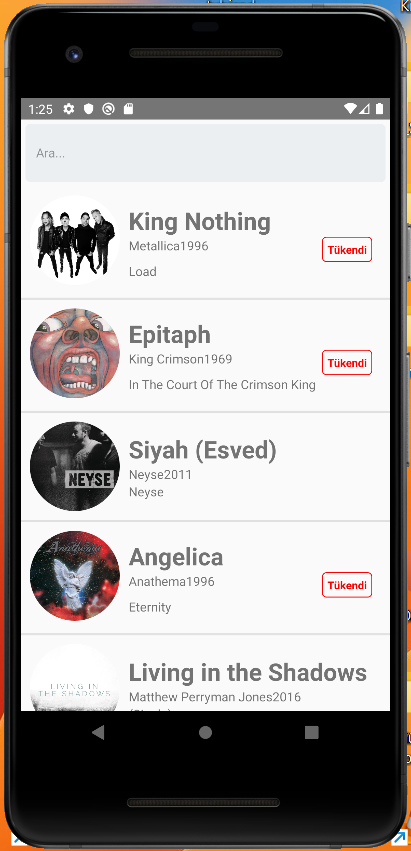 1:25
Ara...
King Nothing
Metallica1996
Tükendi
Load
Epitaph
King Crimson1969
Tükendi
In The Court Of The Crimson King
NEYSE
Siyah (Esved)
Neyse2011
Neyse
Anathema
Angelica
Anathema1996
Tükendi
Eternity
LIVING IN
THE SHADOWS
Living in the Shadows
Matthew Perryman Jones2016